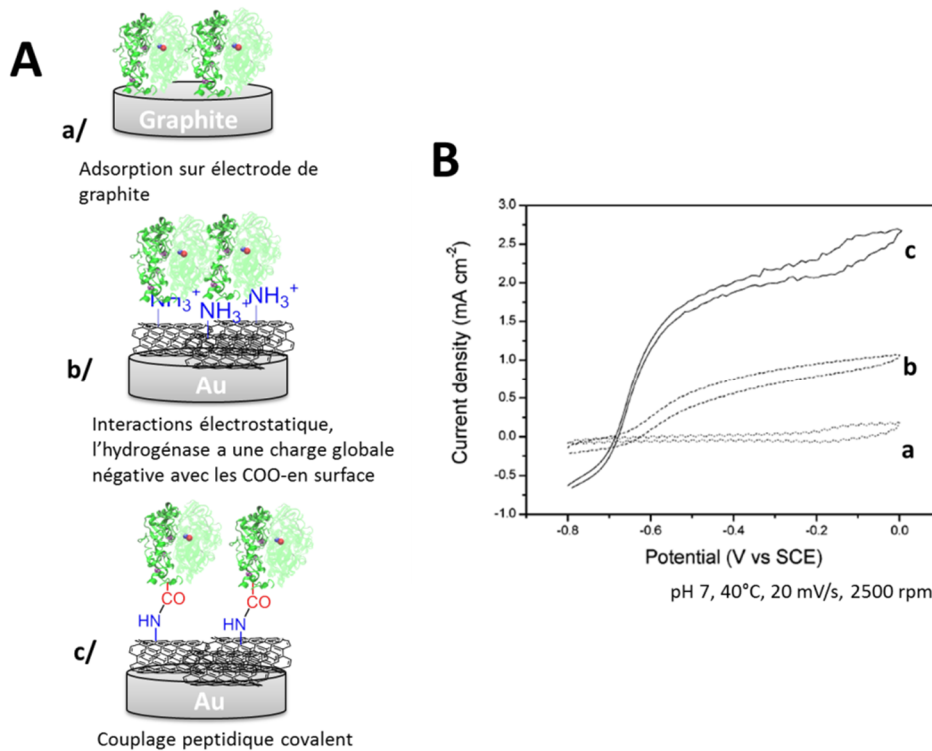 A
Graphite
a/
Adsorption sur électrode de
graphite
NH3+
NH3+
NH3+
b/
Au
Interactions électrostatique,
l'hydrogénase a une charge globale
négative avec les COO-en surface
CO
CO
HN
HN
c/
Au
Couplage peptidique covalent
B
Current density (mA cm-2)
3.0
2.5
2.0
1.5
1.0
0.5
0.0
-0.5
-1.0
c
b
a
-0.8
-0.6
-0.4
-0.2
0.0
Potential (V vs SCE)
pH 7, 40°C, 20 mV/s, 2500 rpm